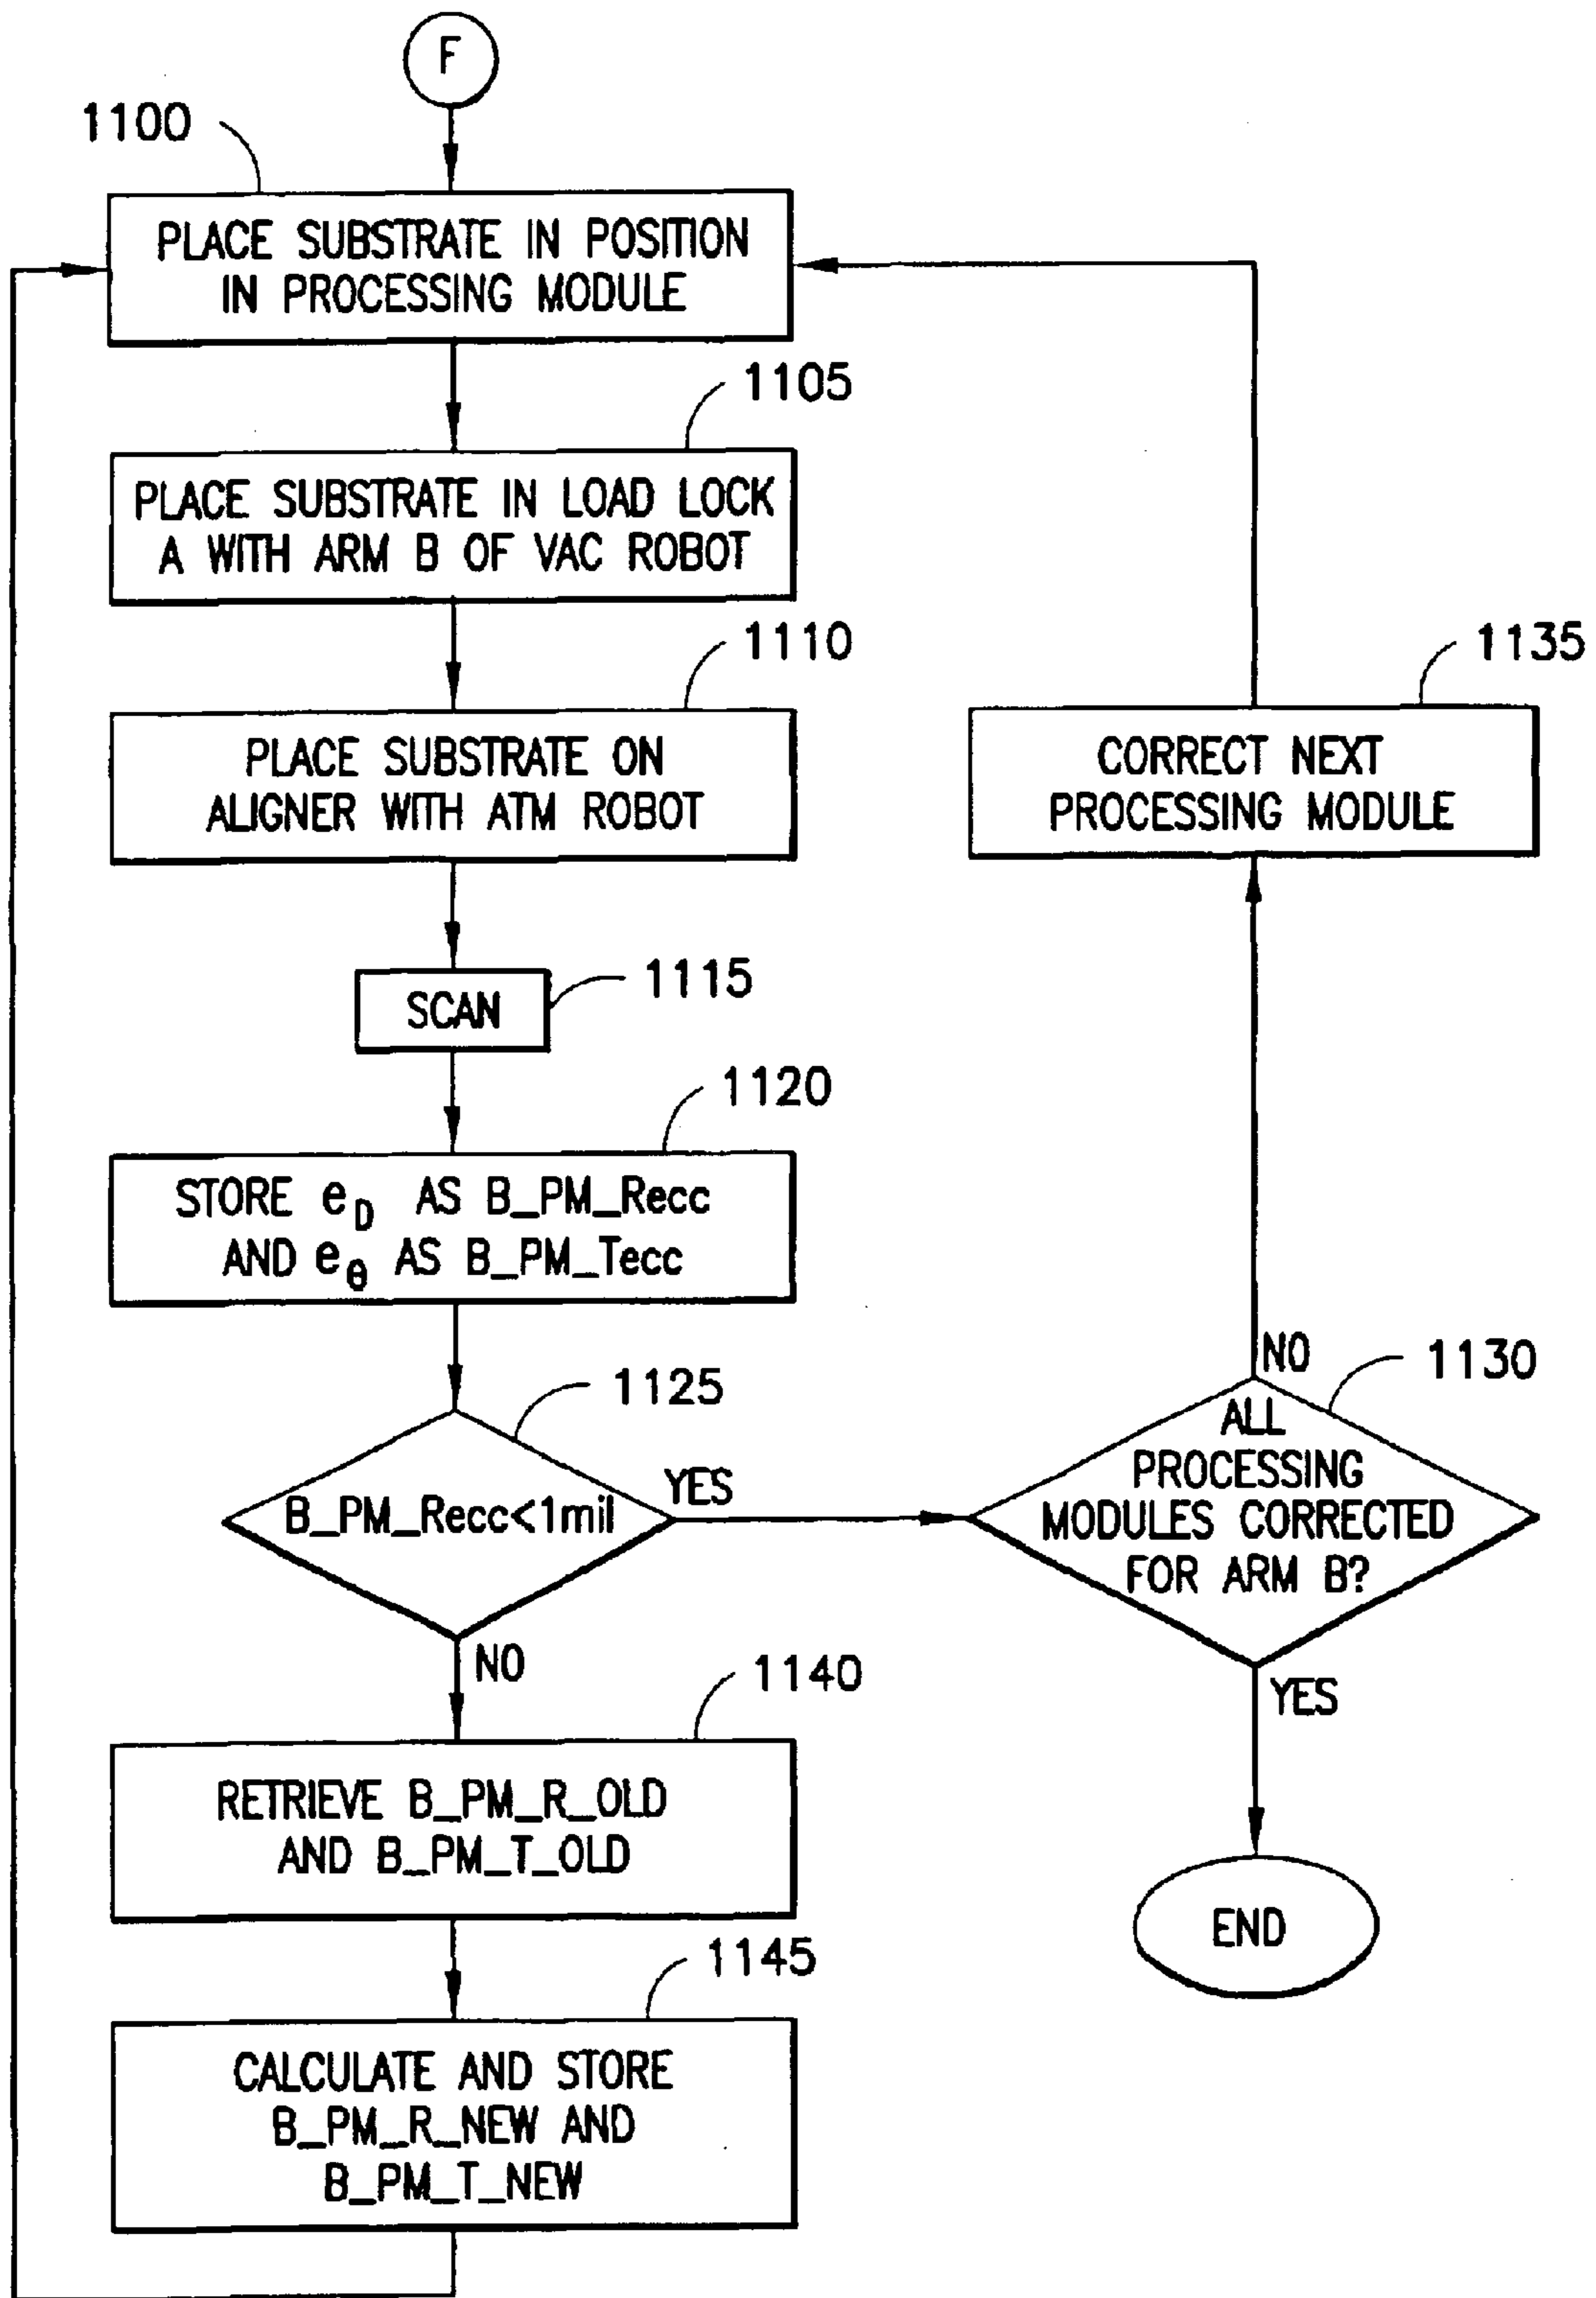 F
1100
PLACE SUBSTRATE IN POSITION
IN PROCESSING MODULE
1105
PLACE SUBSTRATE IN LOAD LOCK
A WITH ARM B OF VAC ROBOT
1110
PLACE SUBSTRATE ON
ALIGNER WITH ATM ROBOT
1135
CORRECT NEXT
PROCESSING MODULE
1115
SCAN
1120
STORE e_D AS B_PM_Recc
AND e_θ AS B_PM_Tecc
1125
B_PM_Recc<1mil
YES
NO
1130
NO
ALL
PROCESSING
MODULES CORRECTED
FOR ARM B?
YES
END
1140
RETRIEVE B_PM_R_OLD
AND B_PM_T_OLD
1145
CALCULATE AND STORE
B_PM_R_NEW AND
B_PM_T_NEW